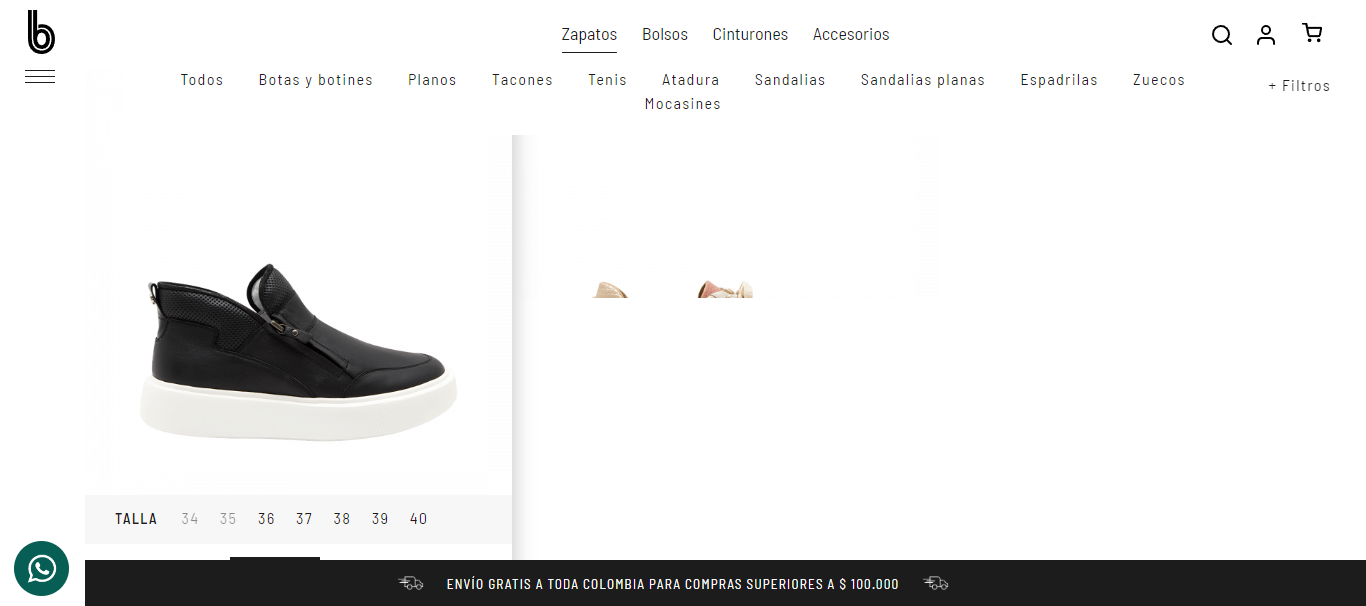 b
Zapatos Bolsos Cinturones Accesorios
Todos Botas y botines Planos Tacones Tenis Atadura Sandalias Sandalias planas Espadrilas Zuecos
Mocasines
+ Filtros
TALLA 34 35 36 37 38 39 40
ENVÍO GRATIS A TODA COLOMBIA PARA COMPRAS SUPERIORES A $ 100.000